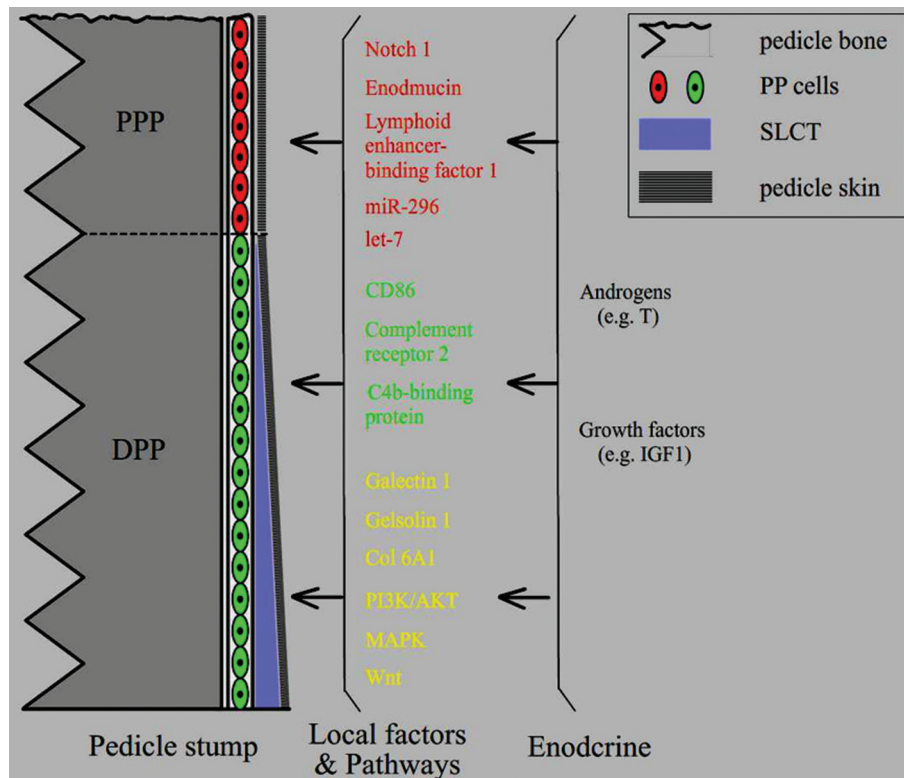 PPP
DPP
Pedicle stump
Notch 1
Enodmucin
Lymphoid
enhancer-
binding factor 1
miR-296
let-7
CD86
Complement
receptor 2
C4b-binding
protein
Galectin 1
Gelsolin 1
Col 6A1
PI3K/AKT
MAPK
Wnt
Local factors
& Pathways
Androgens
(e.g. T)
Growth factors
(e.g. IGF1)
Enodcrine
pedicle bone
PP cells
SLCT
pedicle skin